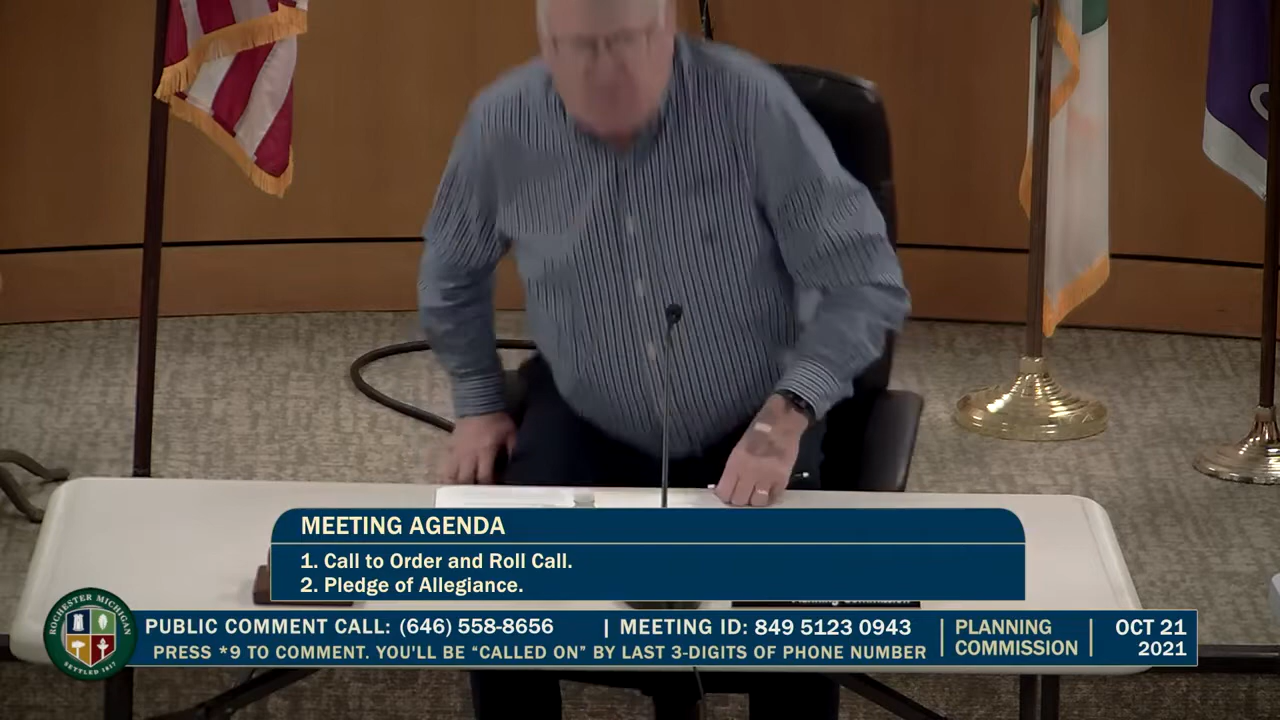 MEETING AGENDA
1. Call to Order and Roll Call.
2. Pledge of Allegiance.
Planning Commission
ROCHESTER MICHIGAN
SETTLED 1817
PUBLIC COMMENT CALL: (646) 558-8656 | MEETING ID: 849 5123 0943
PRESS *9 TO COMMENT. YOU'LL BE “CALLED ON” BY LAST 3-DIGITS OF PHONE NUMBER
PLANNING
COMMISSION
OCT 21
2021